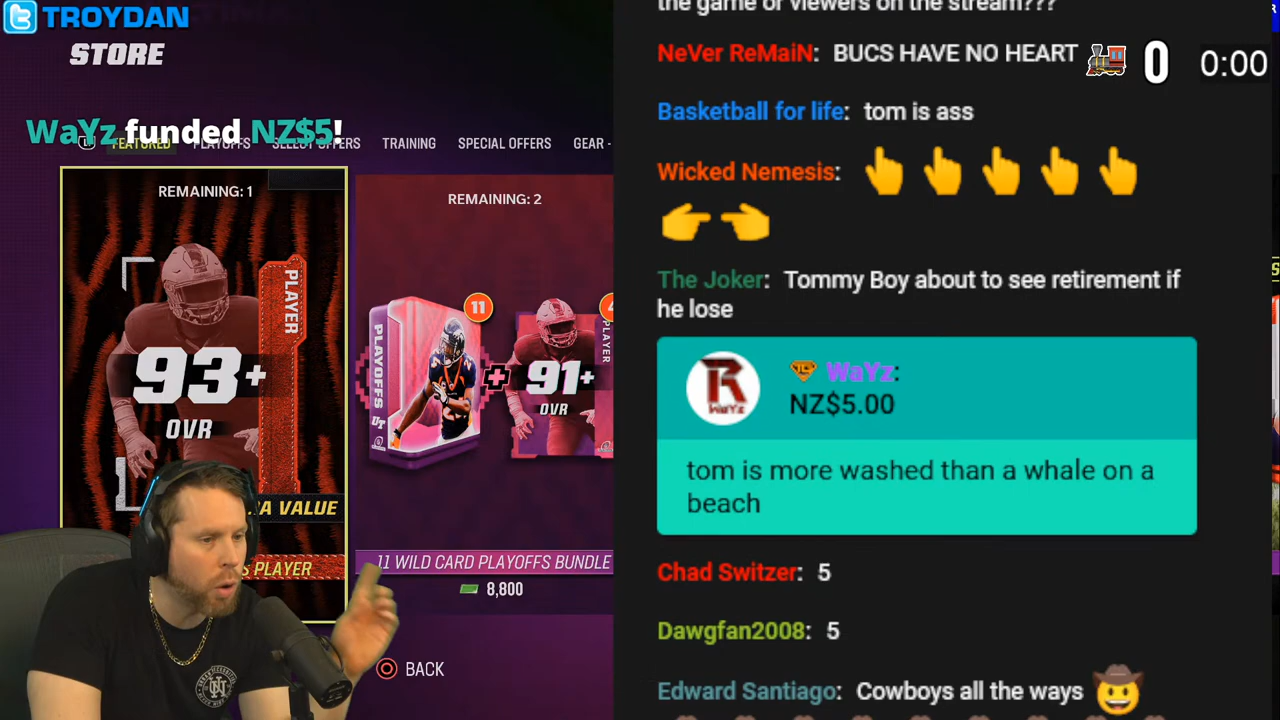 TROYDAN
STORE
WaYz funded NZ$5!
FEATURED PLAYOFFS SELECT OFFERS TRAINING SPECIAL OFFERS GEAR -
REMAINING: 1
PLAYER
93+
OVR
A VALUE
S PLAYER
REMAINING: 2
PLAYOFFS
UT
11
PLAYER
91+
OVR
11 WILD CARD PLAYOFFS BUNDLE
8,800
BACK
the game or viewers on the stream???
NeVer ReMaiN: BUCS HAVE NO HEART 🚂
0 0:00
Basketball for life: tom is ass
Wicked Nemesis: 👆👆👆👆👆
👉👈
The Joker: Tommy Boy about to see retirement if
he lose
WaYz:
NZ$5.00
R
WaYz
tom is more washed than a whale on a
beach
Chad Switzer: 5
Dawgfan2008: 5
Edward Santiago: Cowboys all the ways 🤠